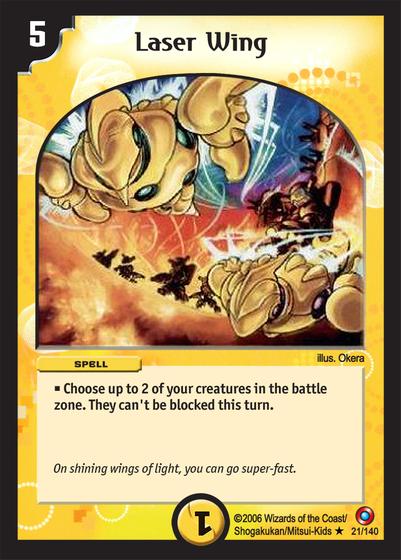 5
Laser Wing
illus. Okera
SPELL
▪ Choose up to 2 of your creatures in the battle
zone. They can't be blocked this turn.
On shining wings of light, you can go super-fast.
1
©2006 Wizards of the Coast/
Shogakukan/Mitsui-Kids ★ 21/140